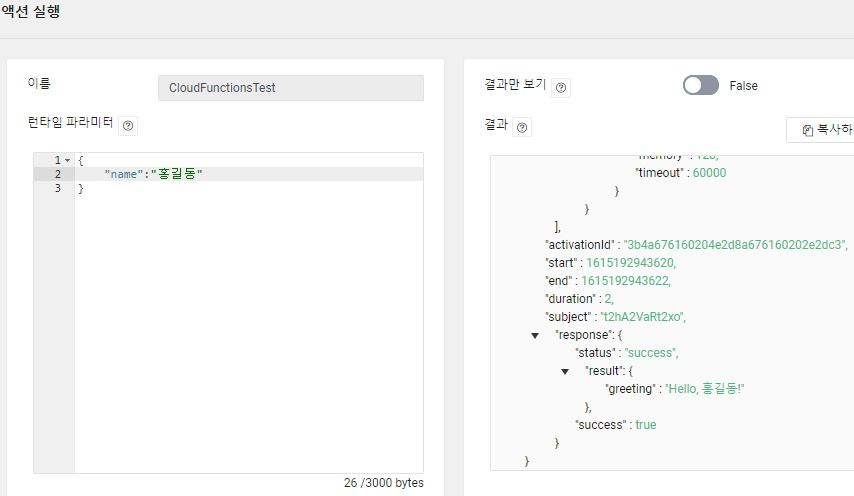 액션 실행
이름
CloudFunctionsTest
런타임 파라미터 ?
1 {
2 "name":"홍길동"
3 }
26 /3000 bytes
결과만 보기 ?
False
결과 ?
복사하
"memory" : 128,
"timeout" : 60000
}
}
],
"activationId" : "3b4a676160204e2d8a676160202e2dc3",
"start" : 1615192943620,
"end" : 1615192943622,
"duration" : 2,
"subject" : "t2hA2VaRt2xo",
"response": {
"status" : "success",
"result": {
"greeting" : "Hello, 홍길동!"
},
"success" : true
}
}